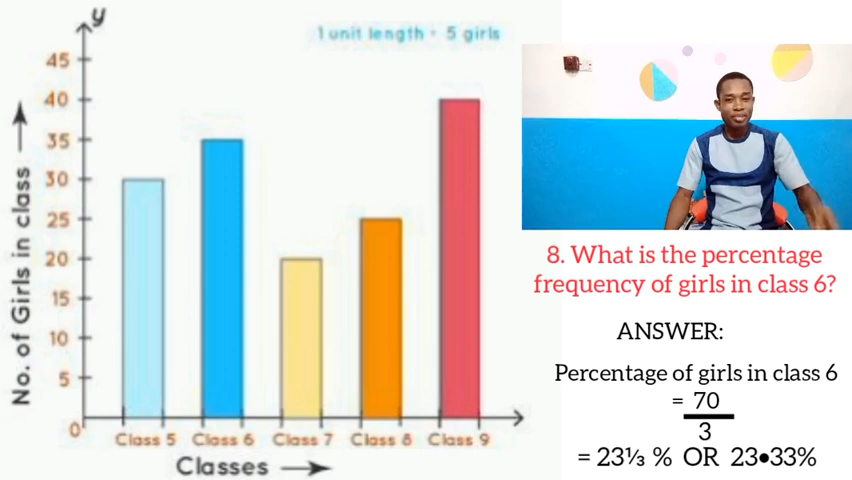 y
1 unit length = 5 girls
45
40
35
30
25
20
15
10
5
0
No. of Girls in class
Class 5 Class 6 Class 7 Class 8 Class 9
Classes
8. What is the percentage
frequency of girls in class 6?
ANSWER:
Percentage of girls in class 6
= 70
3
= 23⅓ % OR 23•33%